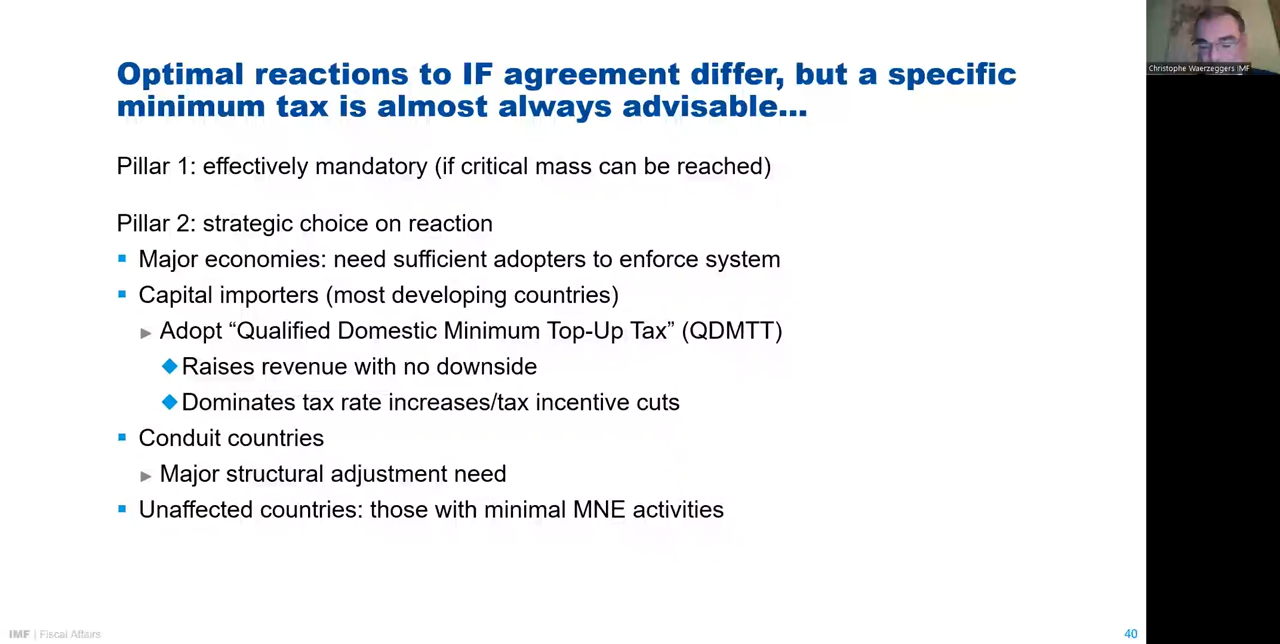 Christophe Waerzeggers IMF
Optimal reactions to IF agreement differ, but a specific
minimum tax is almost always advisable...
Pillar 1: effectively mandatory (if critical mass can be reached)
Pillar 2: strategic choice on reaction
Major economies: need sufficient adopters to enforce system
Capital importers (most developing countries)
Adopt “Qualified Domestic Minimum Top-Up Tax” (QDMTT)
Raises revenue with no downside
Dominates tax rate increases/tax incentive cuts
Conduit countries
Major structural adjustment need
Unaffected countries: those with minimal MNE activities
IMF | Fiscal Affairs
40